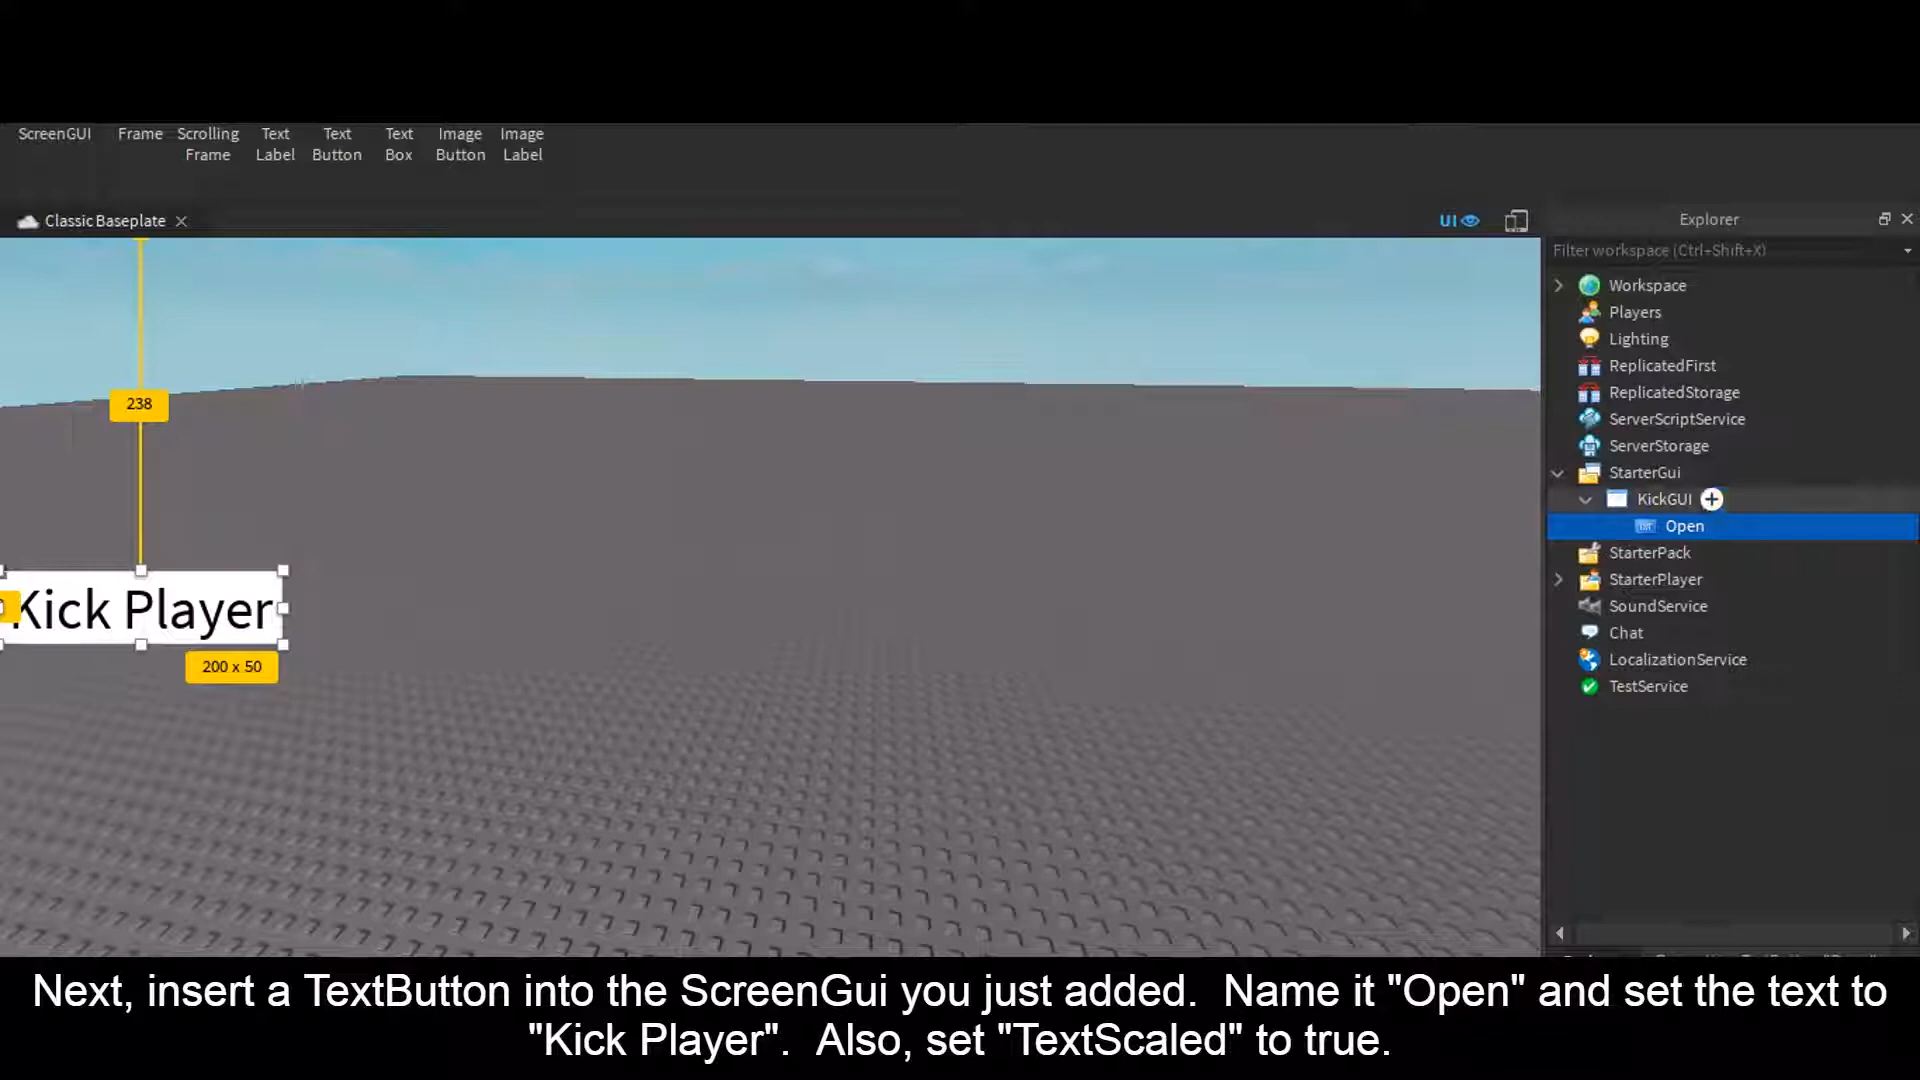 ScreenGUI Frame Scrolling Frame Text Label Text Button Text Box Image Button Image Label
Classic Baseplate
UI
Explorer
Filter workspace (Ctrl+Shift+X)
Workspace
Players
Lighting
ReplicatedFirst
ReplicatedStorage
ServerScriptService
ServerStorage
StarterGui
KickGUI
Open
StarterPack
StarterPlayer
SoundService
Chat
LocalizationService
TestService
238
Kick Player
200 x 50
Next, insert a TextButton into the ScreenGui you just added. Name it "Open" and set the text to
"Kick Player". Also, set "TextScaled" to true.